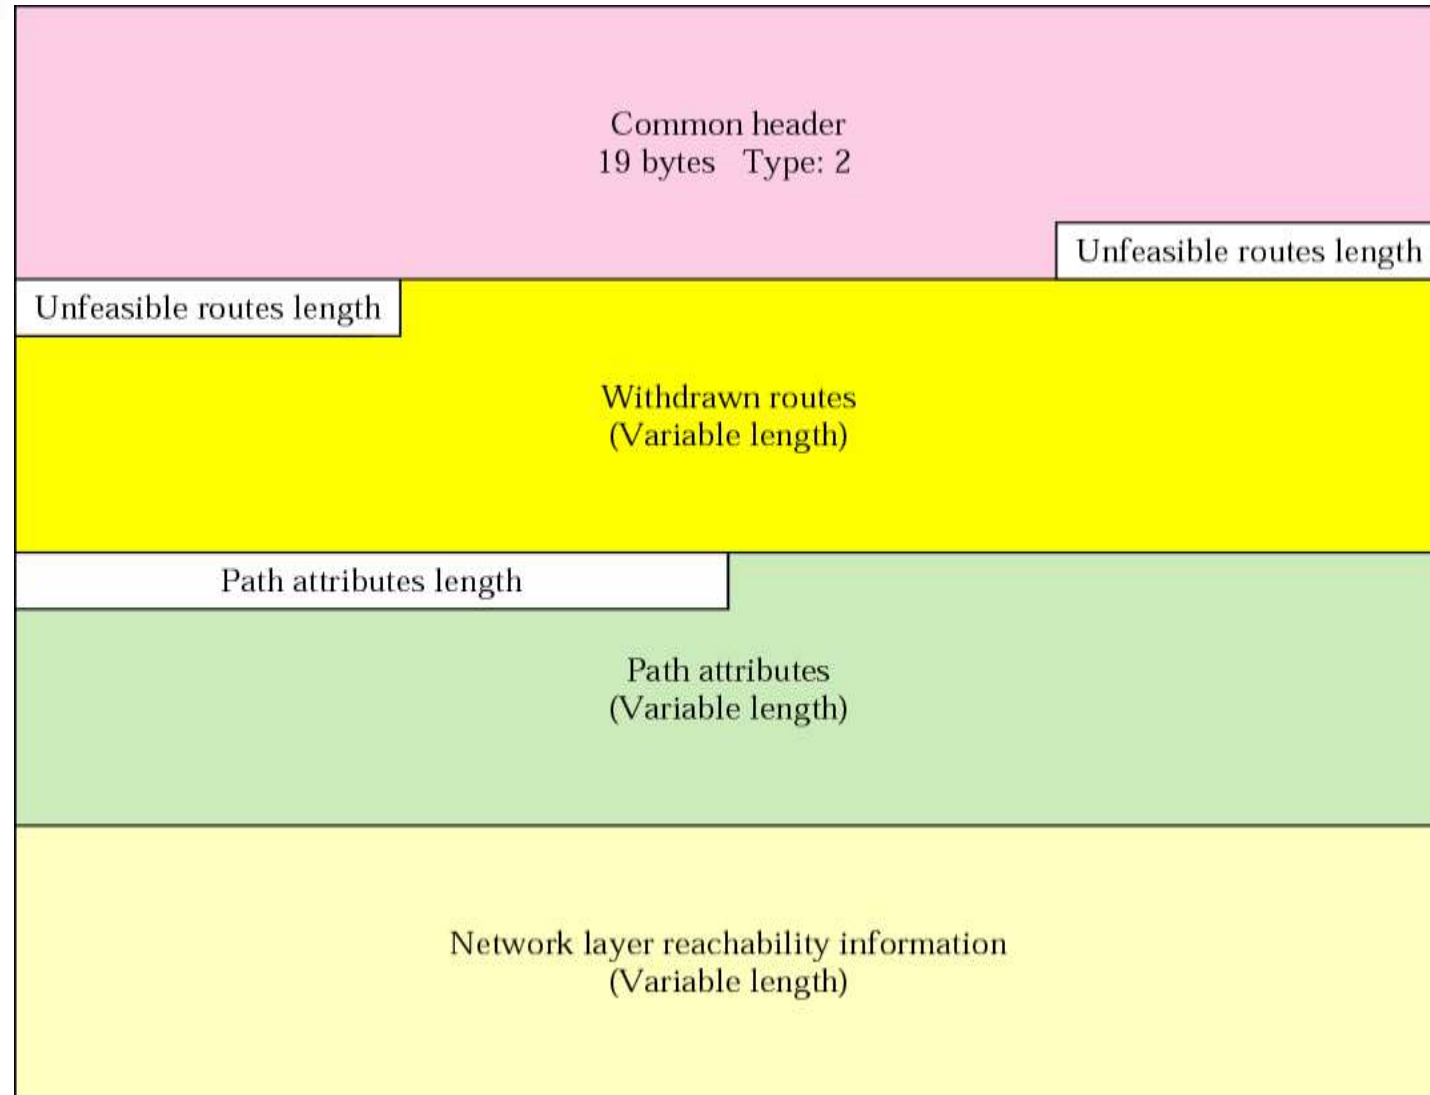 Common header
19 bytes Type: 2
Unfeasible routes length
Unfeasible routes length
Withdrawn routes
(Variable length)
Path attributes length
Path attributes
(Variable length)
Network layer reachability information
(Variable length)